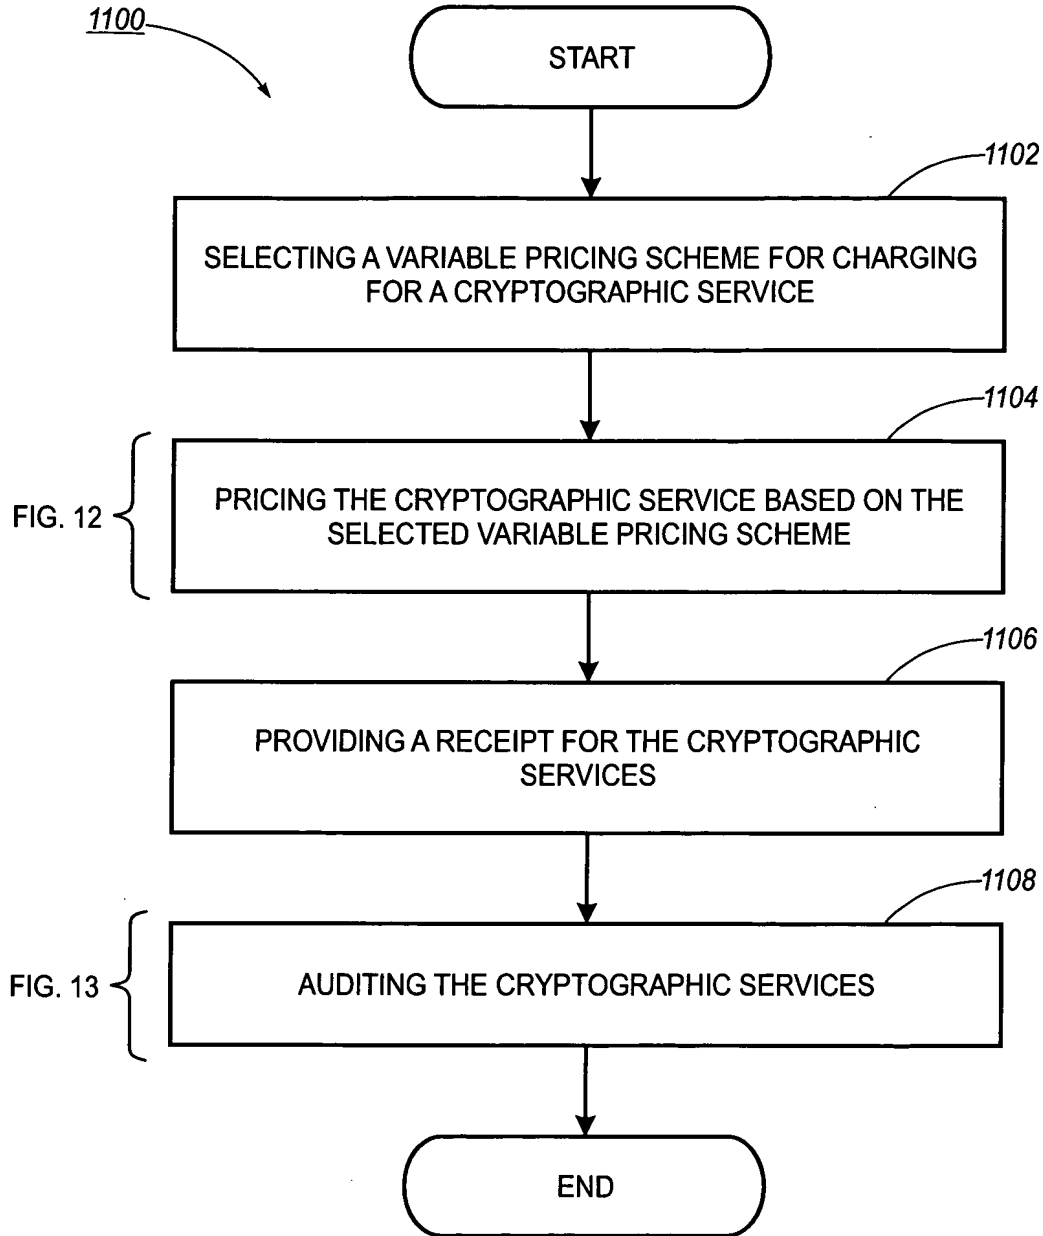 1100
START
1102
SELECTING A VARIABLE PRICING SCHEME FOR CHARGING
FOR A CRYPTOGRAPHIC SERVICE
1104
FIG. 12
PRICING THE CRYPTOGRAPHIC SERVICE BASED ON THE
SELECTED VARIABLE PRICING SCHEME
1106
PROVIDING A RECEIPT FOR THE CRYPTOGRAPHIC
SERVICES
1108
FIG. 13
AUDITING THE CRYPTOGRAPHIC SERVICES
END